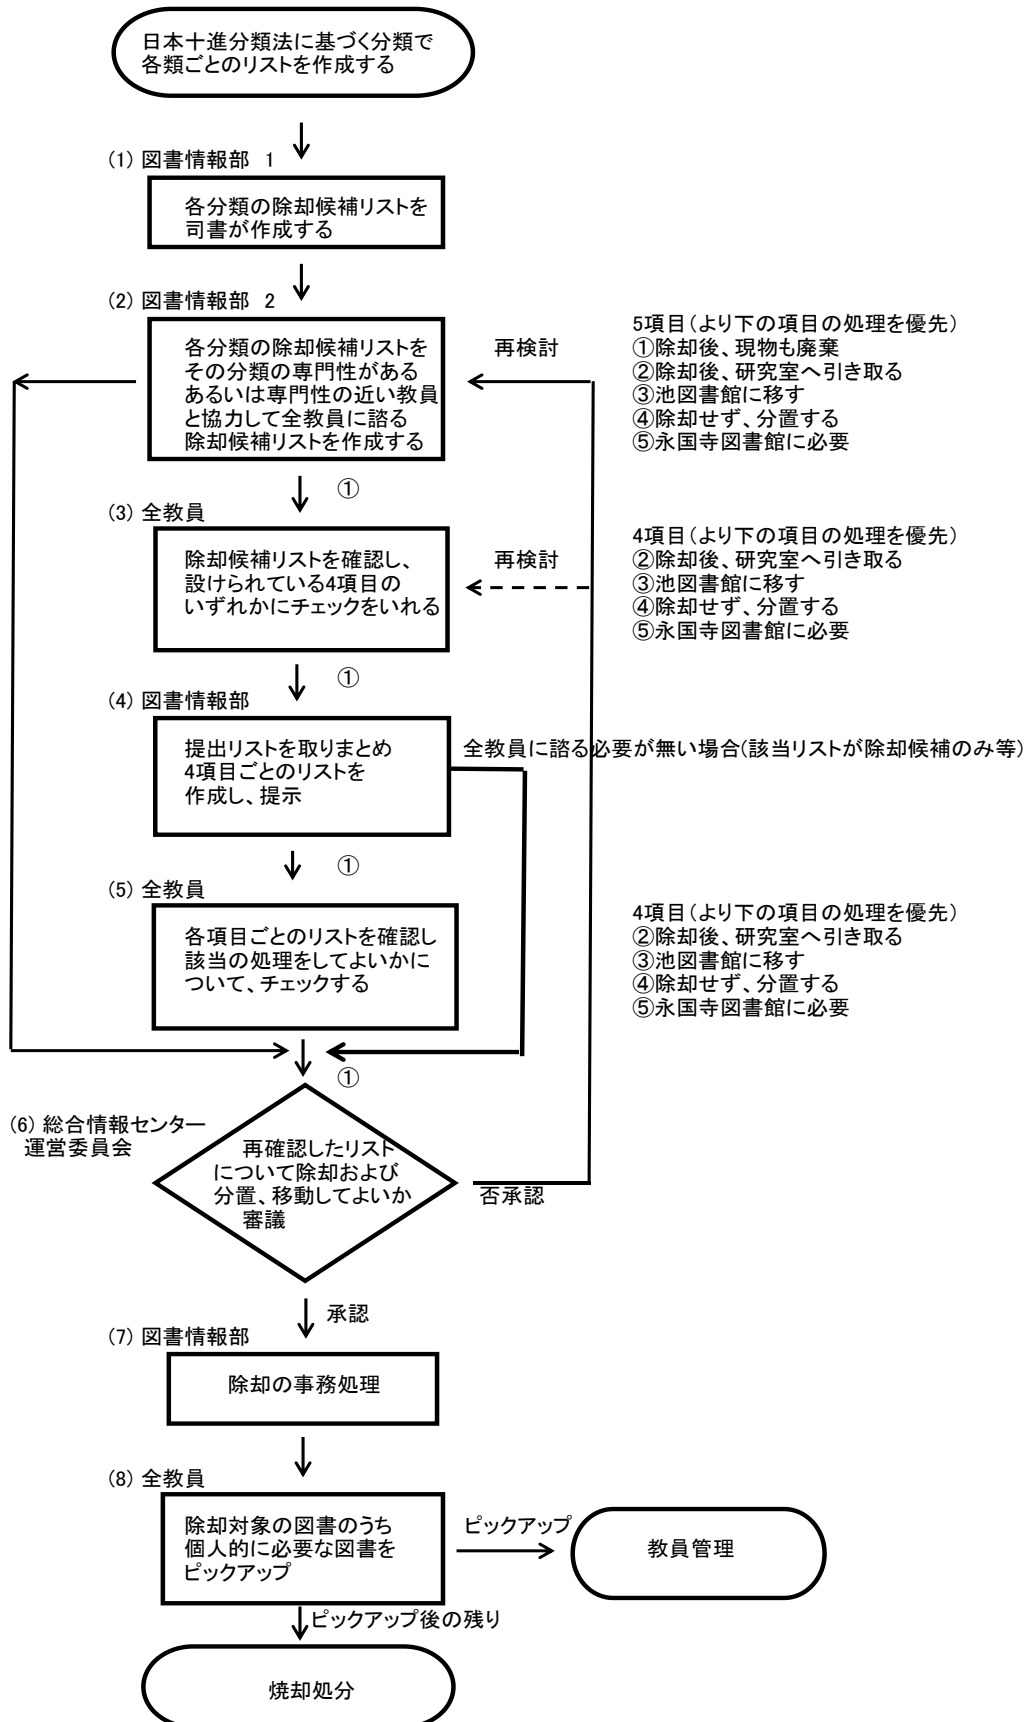 日本十進分類法に基づく分類で
各類ごとのリストを作成する
(1) 図書情報部 1
各分類の除却候補リストを
司書が作成する
(2) 図書情報部 2
各分類の除却候補リストを
その分類の専門性がある
あるいは専門性の近い教員
と協力して全教員に諮る
除却候補リストを作成する
再検討
5項目(より下の項目の処理を優先)
①除却後、現物も廃棄
②除却後、研究室へ引き取る
③池図書館に移す
④除却せず、分置する
⑤永国寺図書館に必要
①
(3) 全教員
除却候補リストを確認し、
設けられている4項目の
いずれかにチェックをいれる
再検討
4項目(より下の項目の処理を優先)
②除却後、研究室へ引き取る
③池図書館に移す
④除却せず、分置する
⑤永国寺図書館に必要
①
(4) 図書情報部
提出リストを取りまとめ
4項目ごとのリストを
作成し、提示
全教員に諮る必要が無い場合(該当リストが除却候補のみ等)
①
(5) 全教員
各項目ごとのリストを確認し
該当の処理をしてよいかに
ついて、チェックする
4項目(より下の項目の処理を優先)
②除却後、研究室へ引き取る
③池図書館に移す
④除却せず、分置する
⑤永国寺図書館に必要
①
(6) 総合情報センター
運営委員会
再確認したリスト
について除却および
分置、移動してよいか
審議
否承認
承認
(7) 図書情報部
除却の事務処理
(8) 全教員
除却対象の図書のうち
個人的に必要な図書を
ピックアップ
ピックアップ
教員管理
ピックアップ後の残り
焼却処分